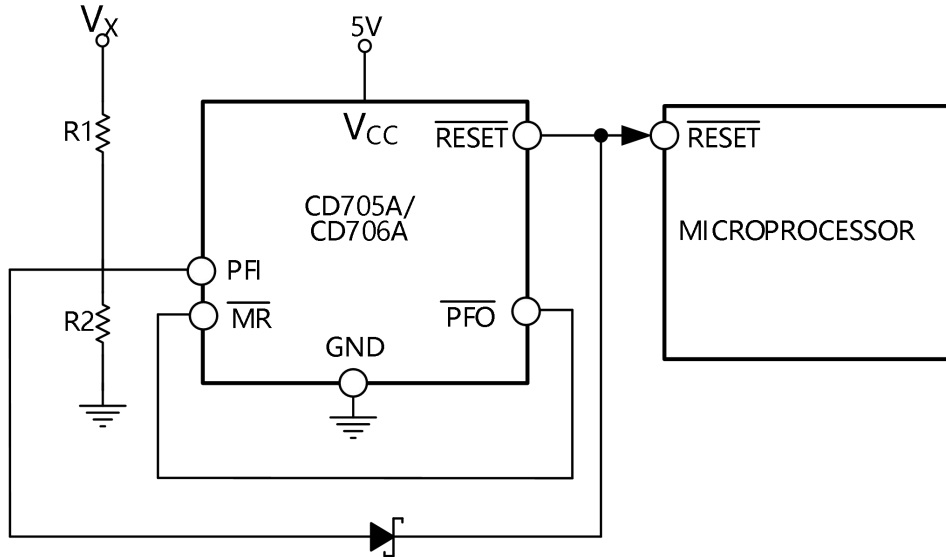 VX
5V
R1
VCC
RESET
RESET
CD705A/
CD706A
MICROPROCESSOR
PFI
R2
MR
PFO
GND